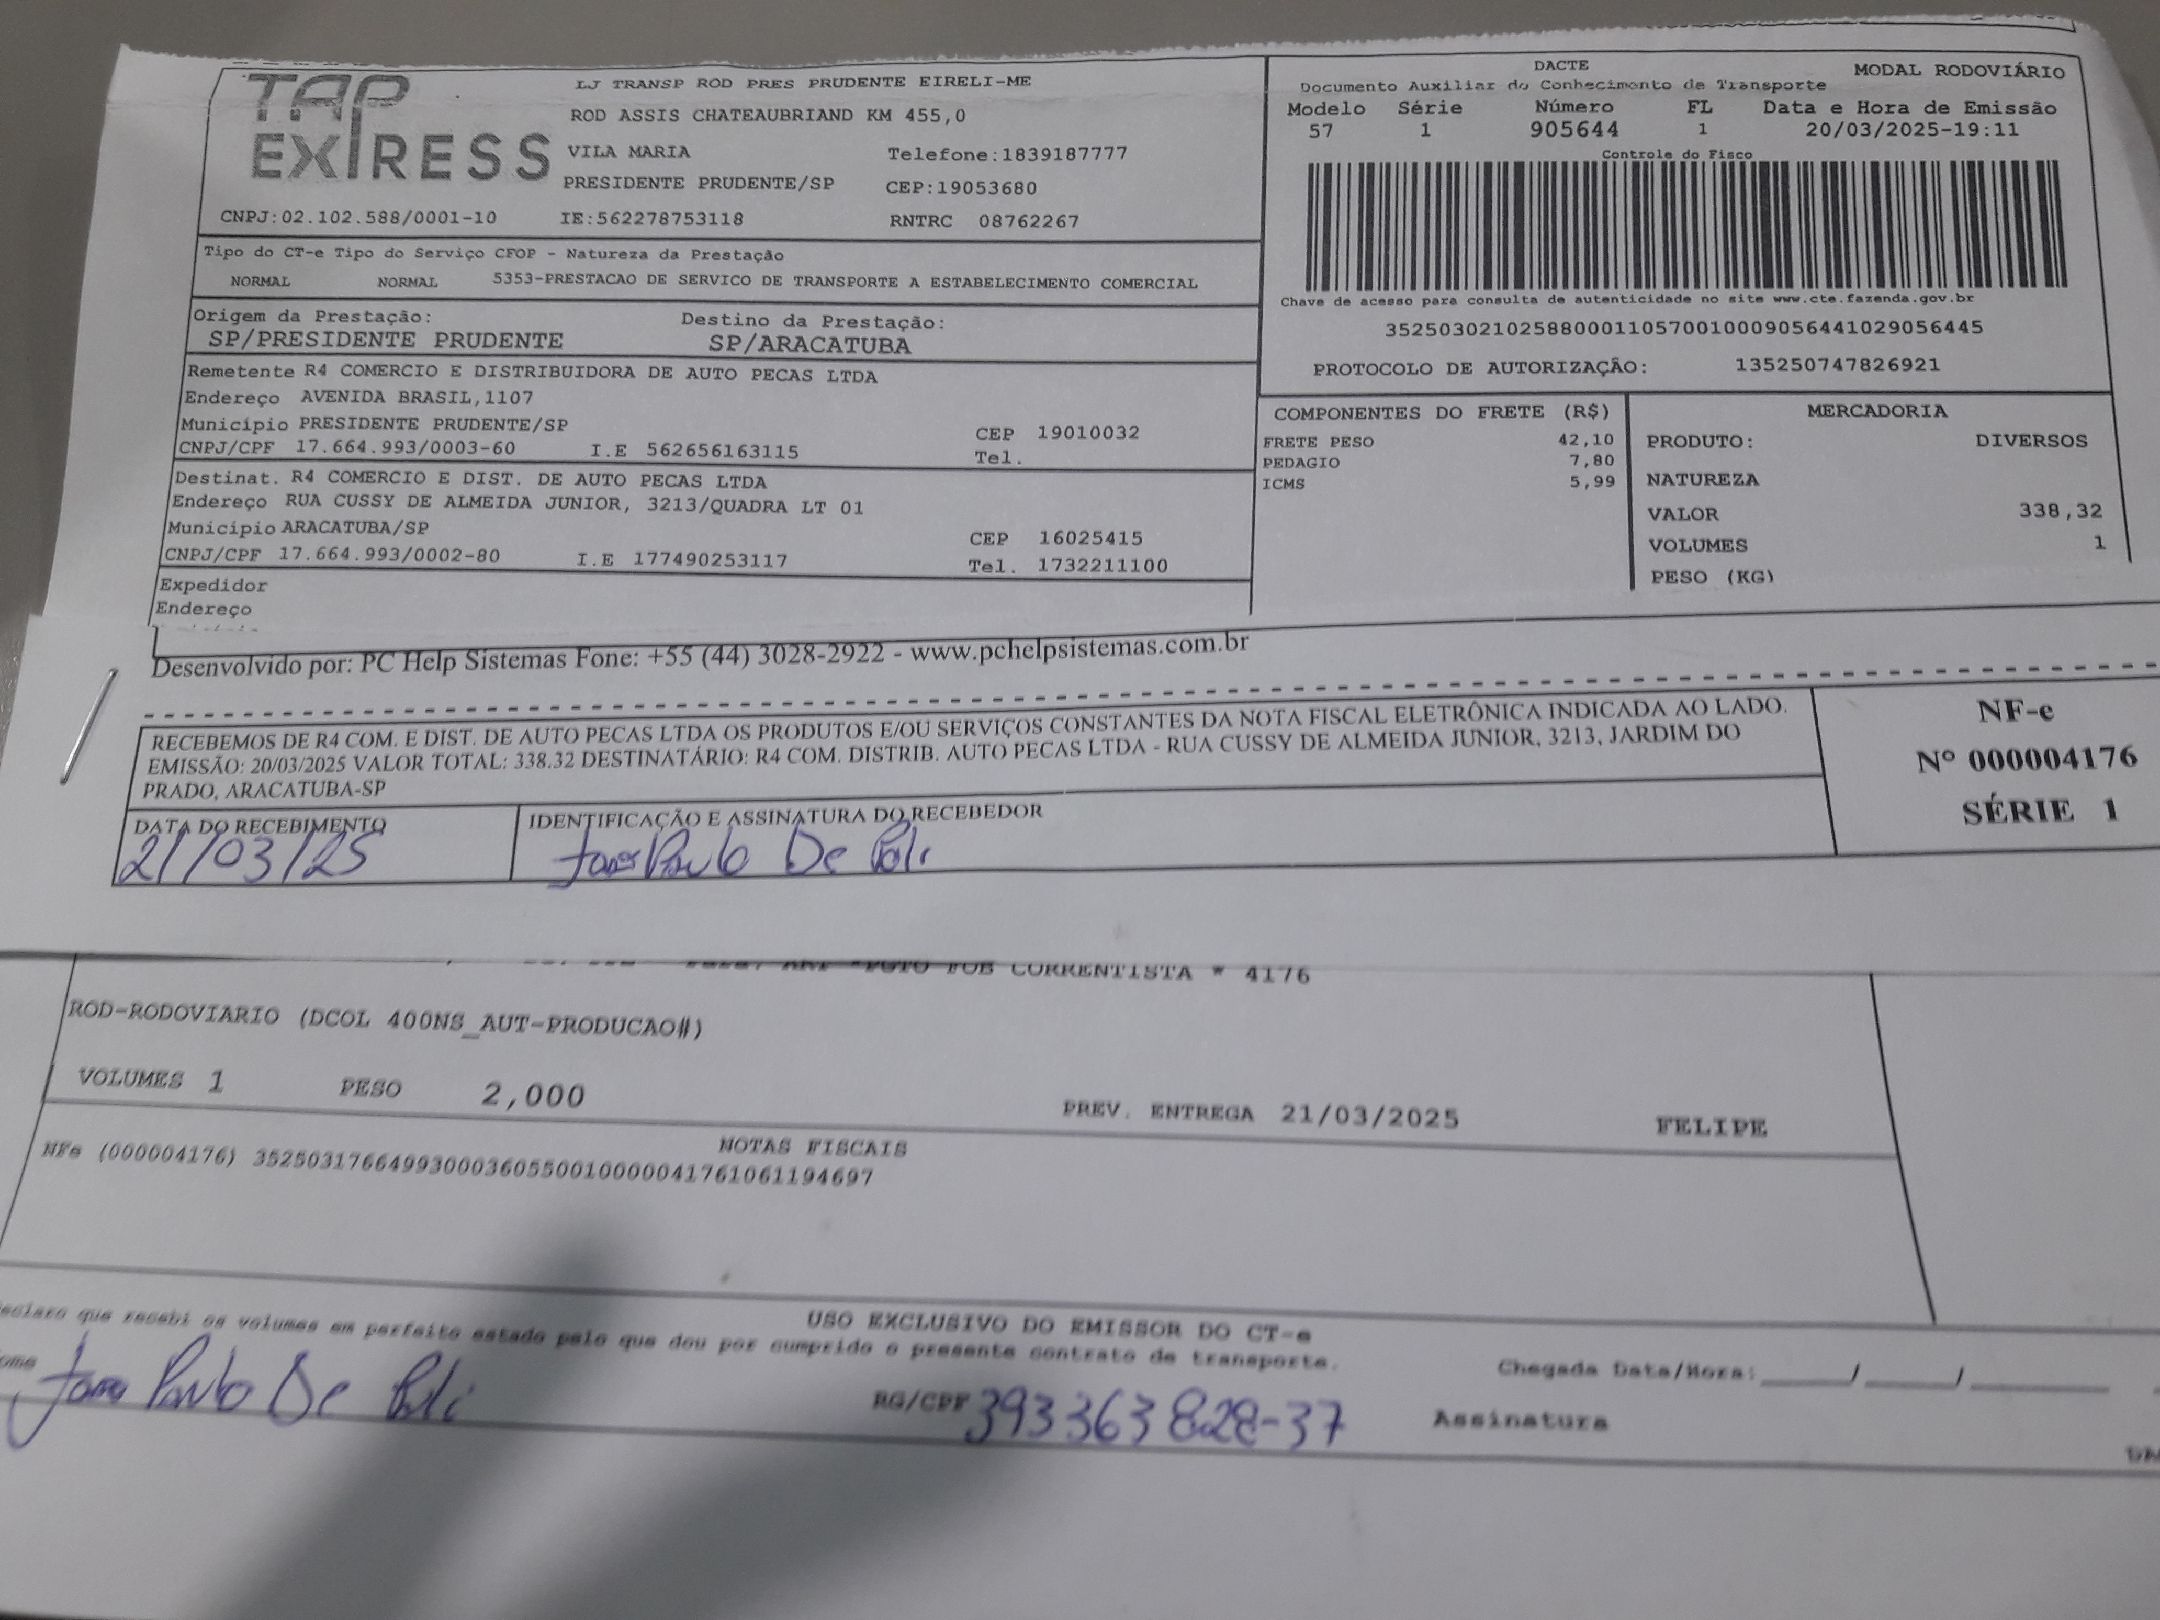 TAP
EXPRESS
LJ TRANSP ROD PRES PRUDENTE EIRELI-ME
ROD ASSIS CHATEAUBRIAND KM 455,0
VILA MARIA Telefone:1839187777
PRESIDENTE PRUDENTE/SP CEP:19053680
CNPJ:02.102.588/0001-10 IE:562278753118 RNTRC 08762267
Tipo do CT-e Tipo do Serviço CFOP - Natureza da Prestação
NORMAL NORMAL 5353-PRESTACAO DE SERVICO DE TRANSPORTE A ESTABELECIMENTO COMERCIAL
Origem da Prestação: Destino da Prestação:
SP/PRESIDENTE PRUDENTE SP/ARACATUBA
Remetente R4 COMERCIO E DISTRIBUIDORA DE AUTO PECAS LTDA
Endereço AVENIDA BRASIL,1107
Município PRESIDENTE PRUDENTE/SP CEP 19010032
CNPJ/CPF 17.664.993/0003-60 I.E 562656163115 Tel.
Destinat. R4 COMERCIO E DIST. DE AUTO PECAS LTDA
Endereço RUA CUSSY DE ALMEIDA JUNIOR, 3213/QUADRA LT 01
Município ARACATUBA/SP CEP 16025415
CNPJ/CPF 17.664.993/0002-80 I.E 177490253117 Tel. 1732211100
Expedidor
Endereço
DACTE MODAL RODOVIÁRIO
Documento Auxiliar do Conhecimento de Transporte
Modelo Série Número FL Data e Hora de Emissão
57 1 905644 1 20/03/2025-19:11
Controle do Fisco
Chave de acesso para consulta de autenticidade no site www.cte.fazenda.gov.br
35250302102588000110570010009056441029056445
PROTOCOLO DE AUTORIZAÇÃO: 135250747826921
COMPONENTES DO FRETE (R$)
FRETE PESO 42,10
PEDAGIO 7,80
ICMS 5,99
MERCADORIA
PRODUTO: DIVERSOS
NATUREZA
VALOR 338,32
VOLUMES 1
PESO (KG)
Desenvolvido por: PC Help Sistemas Fone: +55 (44) 3028-2922 - www.pchelpsistemas.com.br
RECEBEMOS DE R4 COM. E DIST. DE AUTO PECAS LTDA OS PRODUTOS E/OU SERVIÇOS CONSTANTES DA NOTA FISCAL ELETRÔNICA INDICADA AO LADO.
EMISSÃO: 20/03/2025 VALOR TOTAL: 338.32 DESTINATÁRIO: R4 COM. DISTRIB. AUTO PECAS LTDA - RUA CUSSY DE ALMEIDA JUNIOR, 3213, JARDIM DO
PRADO, ARACATUBA-SP
NF-e
Nº 000004176
SÉRIE 1
DATA DO RECEBIMENTO IDENTIFICAÇÃO E ASSINATURA DO RECEBEDOR
21/03/25 Paulo De Poli
*PGTO FOB CORRENTISTA * 4176
ROD-RODOVIARIO (DCOL 400NS_AUT-PRODUCAO#)
VOLUMES 1 PESO 2,000 PREV. ENTREGA 21/03/2025 FELIPE
NOTAS FISCAIS
NFs (000004176) 35250317664993000360550010000041761061194697
USO EXCLUSIVO DO EMISSOR DO CT-e
que recebi os volumes em perfeito estado pelo que dou por cumprido o presente contrato de transporte.
Paulo De Poli RG/CPF 393363828-37 Chegada Data/Hora: ____/____/______
Assinatura